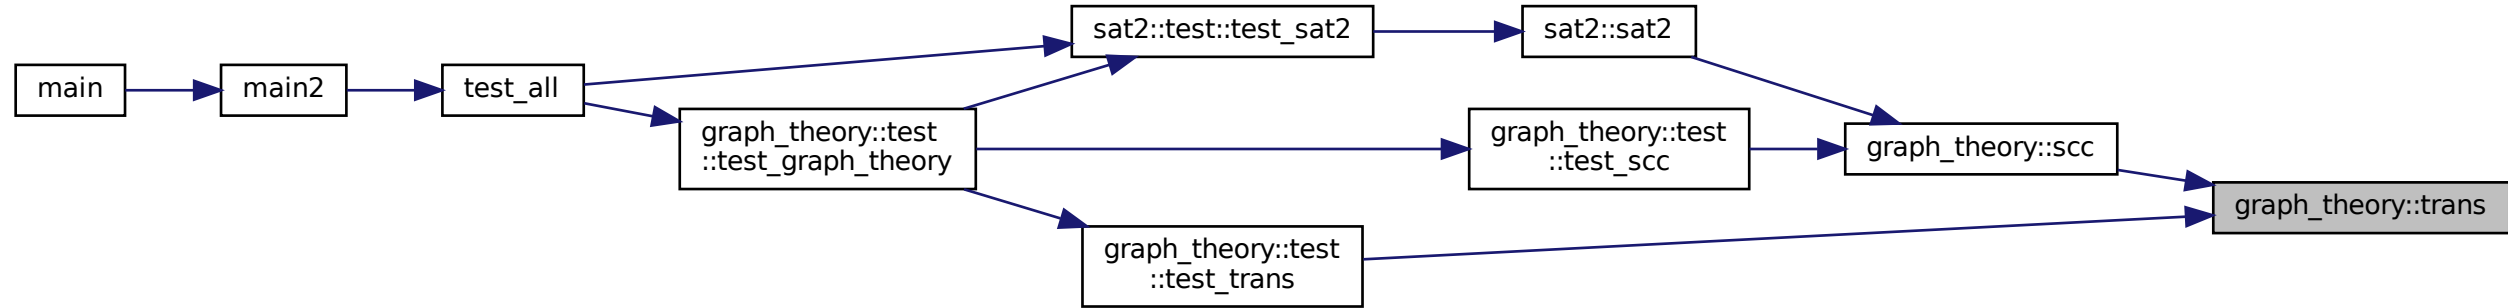 main
main2
test_all
sat2::test::test_sat2
graph_theory::test
::test_graph_theory
graph_theory::test
::test_trans
sat2::sat2
graph_theory::test
::test_scc
graph_theory::scc
graph_theory::trans